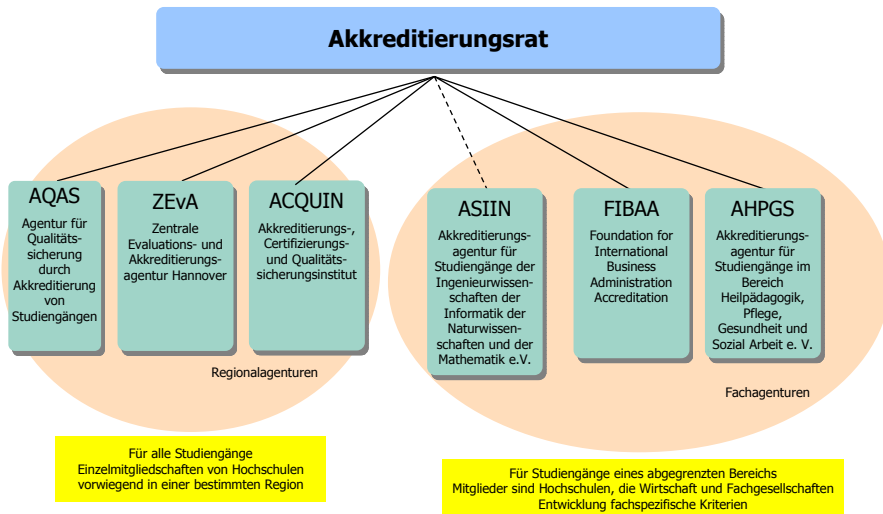 Akkreditierungsrat
AQAS
Agentur für
Qualitäts-
sicherung
durch
Akkreditierung
von
Studiengängen
ZEvA
Zentrale
Evaluations- und
Akkreditierungs-
agentur Hannover
ACQUIN
Akkreditierungs-,
Certifizierungs-
und Qualitäts-
sicherungsinstitut
Regionalagenturen
ASIIN
Akkreditierungs-
agentur für
Studiengänge der
Ingenieurwissen-
schaften der
Informatik der
Naturwissen-
schaften und der
Mathematik e.V.
FIBAA
Foundation for
International
Business
Administration
Accreditation
AHPGS
Akkreditierungs-
agentur für
Studiengänge im
Bereich
Heilpädagogik,
Pflege,
Gesundheit und
Sozial Arbeit e. V.
Fachagenturen
Für alle Studiengänge
Einzelmitgliedschaften von Hochschulen
vorwiegend in einer bestimmten Region
Für Studiengänge eines abgegrenzten Bereichs
Mitglieder sind Hochschulen, die Wirtschaft und Fachgesellschaften
Entwicklung fachspezifische Kriterien